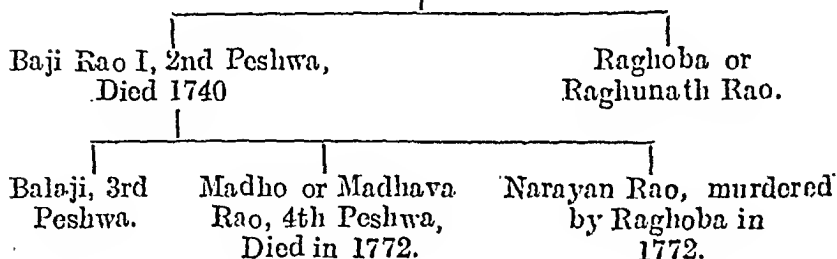 Baji Rao I, 2nd Peshwa,
Died 1740
Raghoba or
Raghunath Rao.
Balaji, 3rd
Peshwa.
Madho or Madhava
Rao, 4th Peshwa,
Died in 1772.
Narayan Rao, murdered
by Raghoba in
1772.